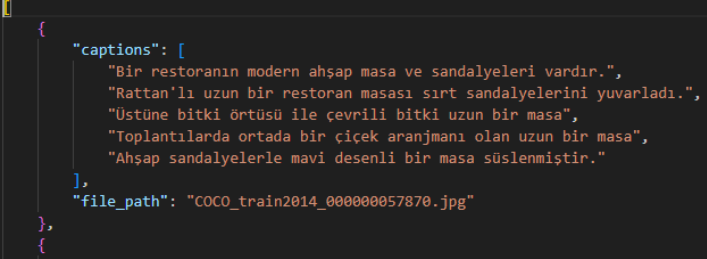 [
{
"captions": [
"Bir restoranın modern ahşap masa ve sandalyeleri vardır.",
"Rattan'lı uzun bir restoran masası sırt sandalyelerini yuvarladı.",
"Üstüne bitki örtüsü ile çevrili bitki uzun bir masa",
"Toplantılarda ortada bir çiçek aranjmanı olan uzun bir masa",
"Ahşap sandalyelerle mavi desenli bir masa süslenmiştir."
],
"file_path": "COCO_train2014_000000057870.jpg"
},
{